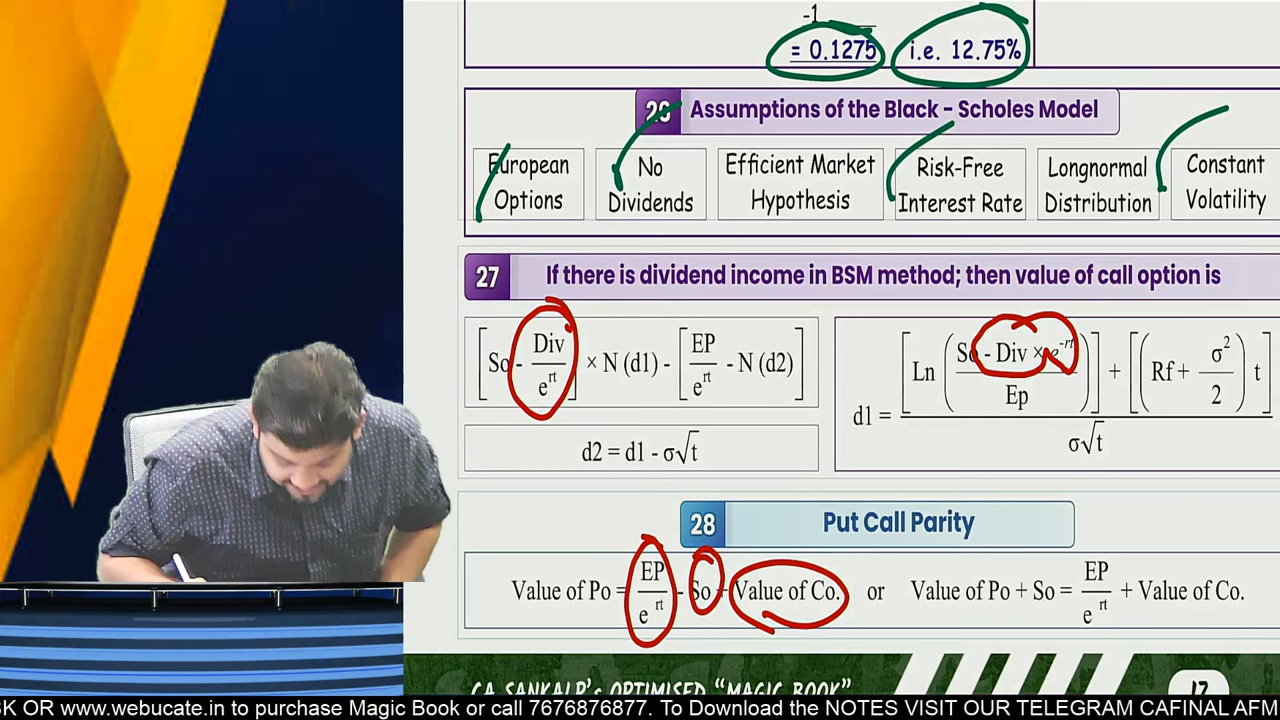 -1
= 0.1275 i.e. 12.75%
26 Assumptions of the Black - Scholes Model
European Options
No Dividends
Efficient Market Hypothesis
Risk-Free Interest Rate
Longnormal Distribution
Constant Volatility
27 If there is dividend income in BSM method; then value of call option is
[So - Div/e^rt] × N (d1) - [EP/e^rt - N (d2)]
d2 = d1 - σ√t
d1 = [Ln ((So - Div × e^-rt)/Ep)] + [(Rf + σ²/2) t] / σ√t
28 Put Call Parity
Value of Po = EP/e^rt - So + Value of Co. or Value of Po + So = EP/e^rt + Value of Co.
CA SANKALP's OPTIMISED "MAGIC BOOK"
17
SK OR www.webucate.in to purchase Magic Book or call 7676876877. To Download the NOTES VISIT OUR TELEGRAM CAFINAL AFM